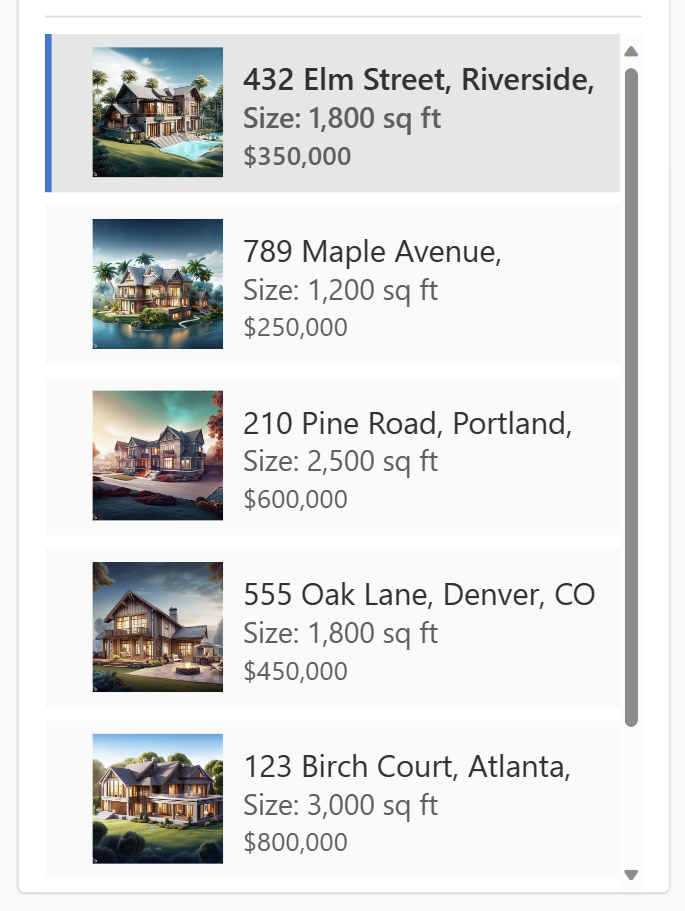 432 Elm Street, Riverside,
Size: 1,800 sq ft
$350,000
789 Maple Avenue,
Size: 1,200 sq ft
$250,000
210 Pine Road, Portland,
Size: 2,500 sq ft
$600,000
555 Oak Lane, Denver, CO
Size: 1,800 sq ft
$450,000
123 Birch Court, Atlanta,
Size: 3,000 sq ft
$800,000